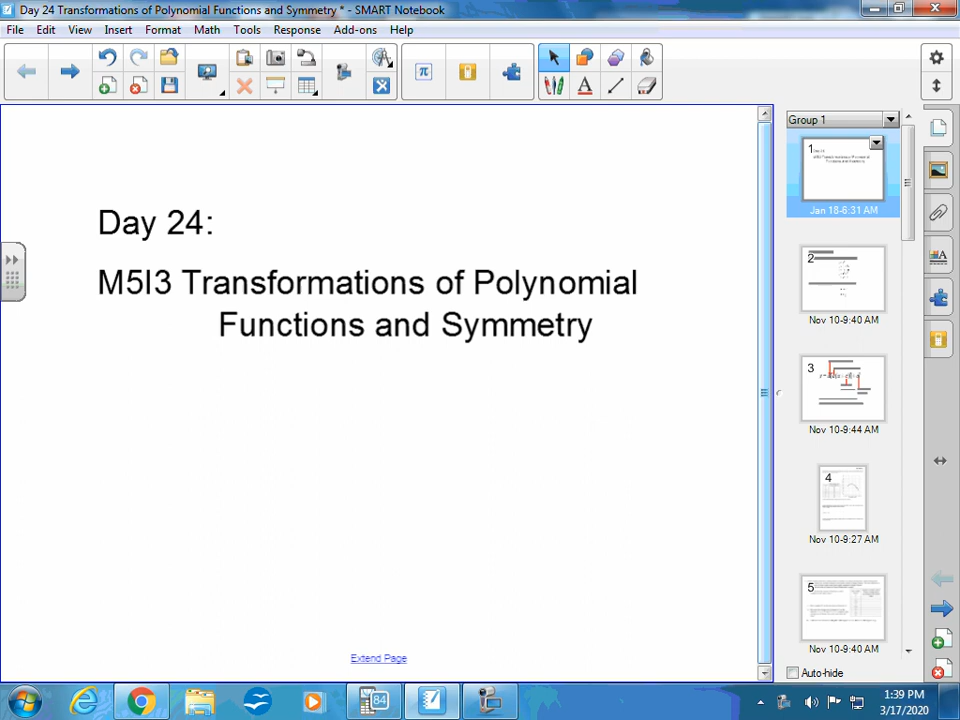 Day 24 Transformations of Polynomial Functions and Symmetry * - SMART Notebook
File Edit View Insert Format Math Tools Response Add-ons Help
Group 1
1
Jan 18-6:31 AM
Day 24:
M5I3 Transformations of Polynomial
Functions and Symmetry
2
Nov 10-9:40 AM
3
Nov 10-9:44 AM
4
Nov 10-9:27 AM
5
Nov 10-9:40 AM
Extend Page
Auto-hide
84
1:39 PM
3/17/2020